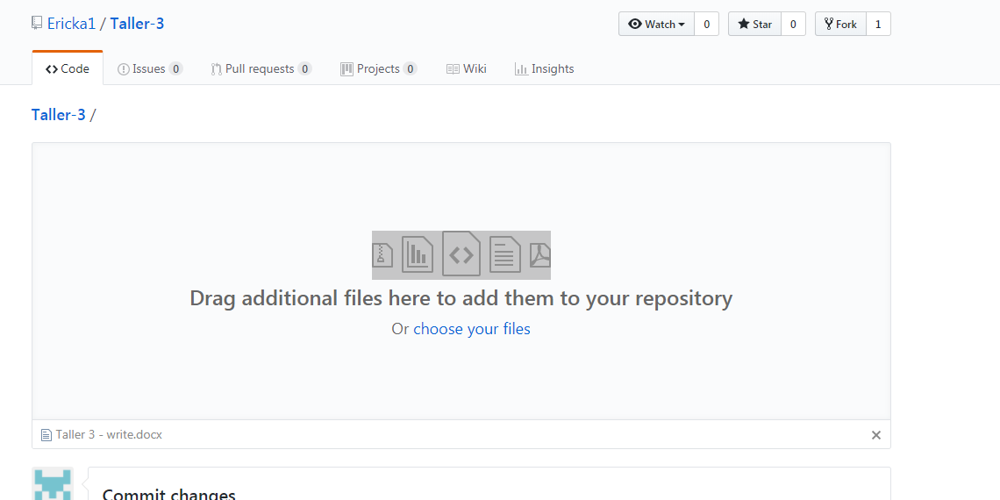 Ericka1 / Taller-3
Watch 0 Star 0 Fork 1
Code Issues 0 Pull requests 0 Projects 0 Wiki Insights
Taller-3 /
Drag additional files here to add them to your repository
Or choose your files
Taller 3 - write.docx
Commit changes